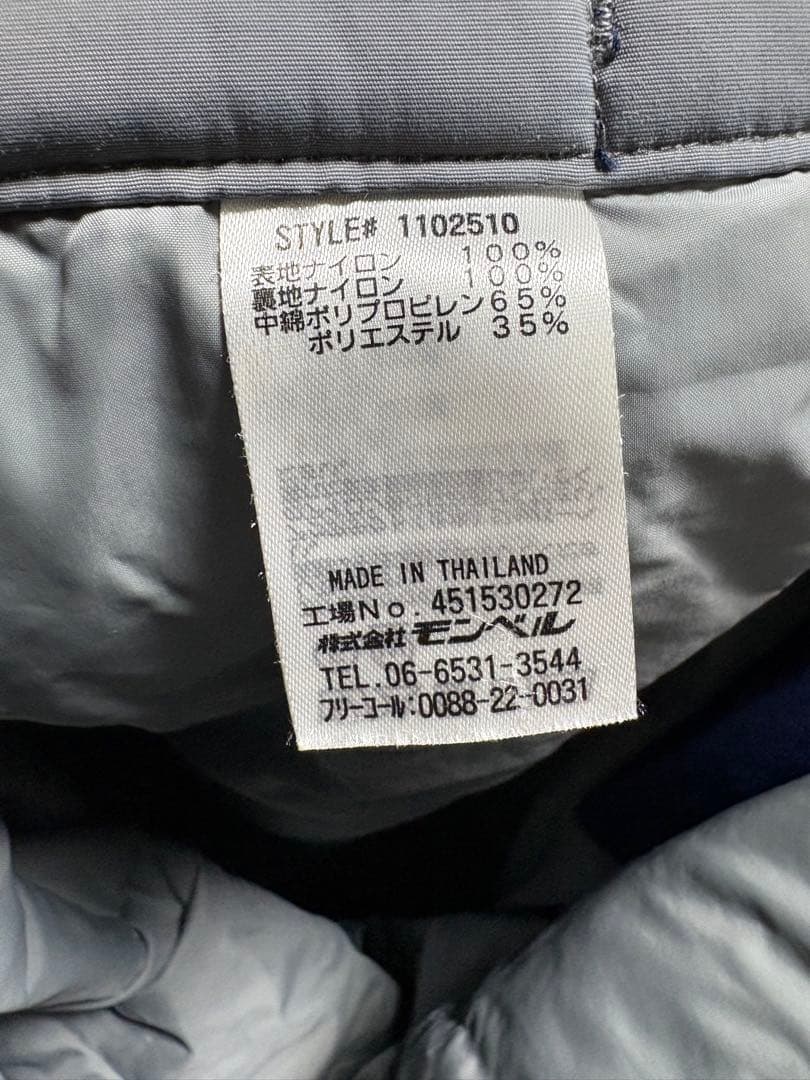 STYLE# 1102510
表地ナイロン 100%
裏地ナイロン 100%
中綿ポリプロピレン 65%
ポリエステル 35%
MADE IN THAILAND
工場No. 451530272
株式会社モンベル
TEL.06-6531-3544
フリーコール:0088-22-0031